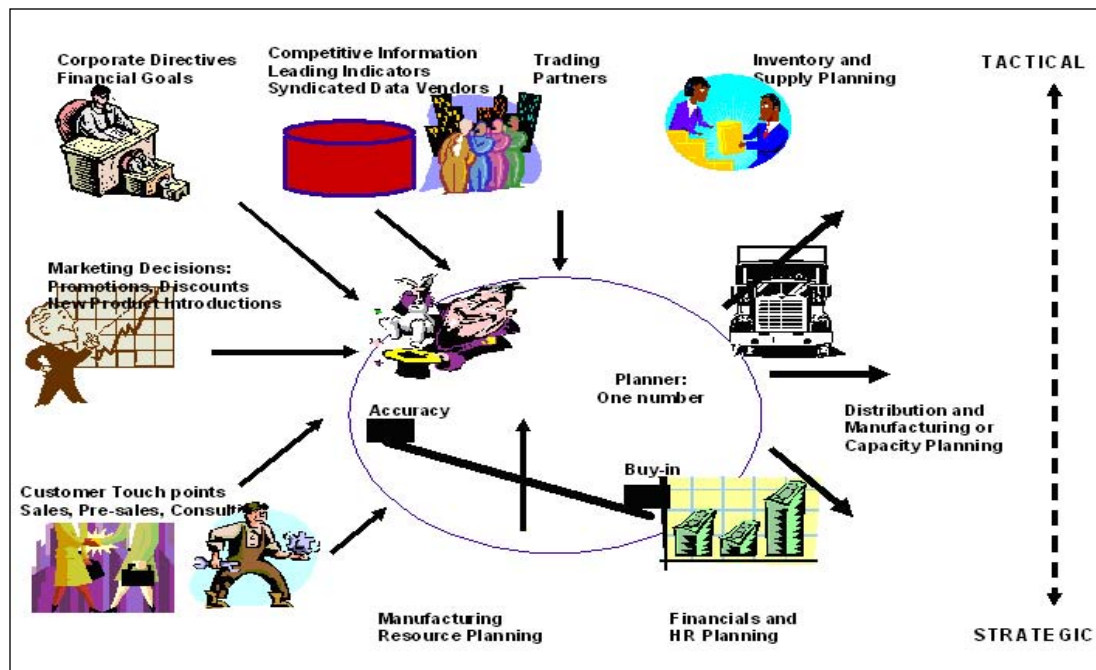 Corporate Directives
Financial Goals
Competitive Information
Leading Indicators
Syndicated Data Vendors
Trading
Partners
Inventory and
Supply Planning
TACTICAL
Marketing Decisions:
Promotions, Discounts
New Product Introductions
Planner:
One number
Accuracy
Distribution and
Manufacturing or
Capacity Planning
Buy-in
Customer Touch points
Sales, Pre-sales, Consulti
Manufacturing
Resource Planning
Financials and
HR Planning
STRATEGIC